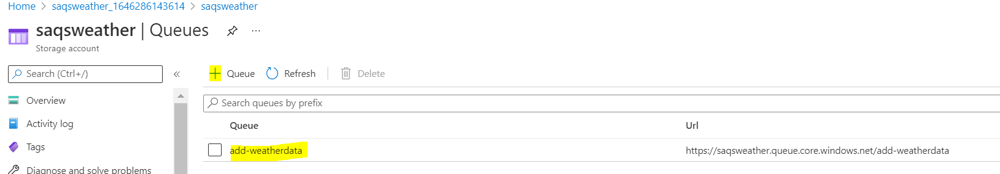 Home > saqsweather_1646286143614 > saqsweather
saqsweather | Queues ...
Storage account
Search (Ctrl+/) «
Overview
Activity log
Tags
Diagnose and solve problems
+ Queue Refresh | Delete
Search queues by prefix
Queue Url
add-weatherdata https://saqsweather.queue.core.windows.net/add-weatherdata